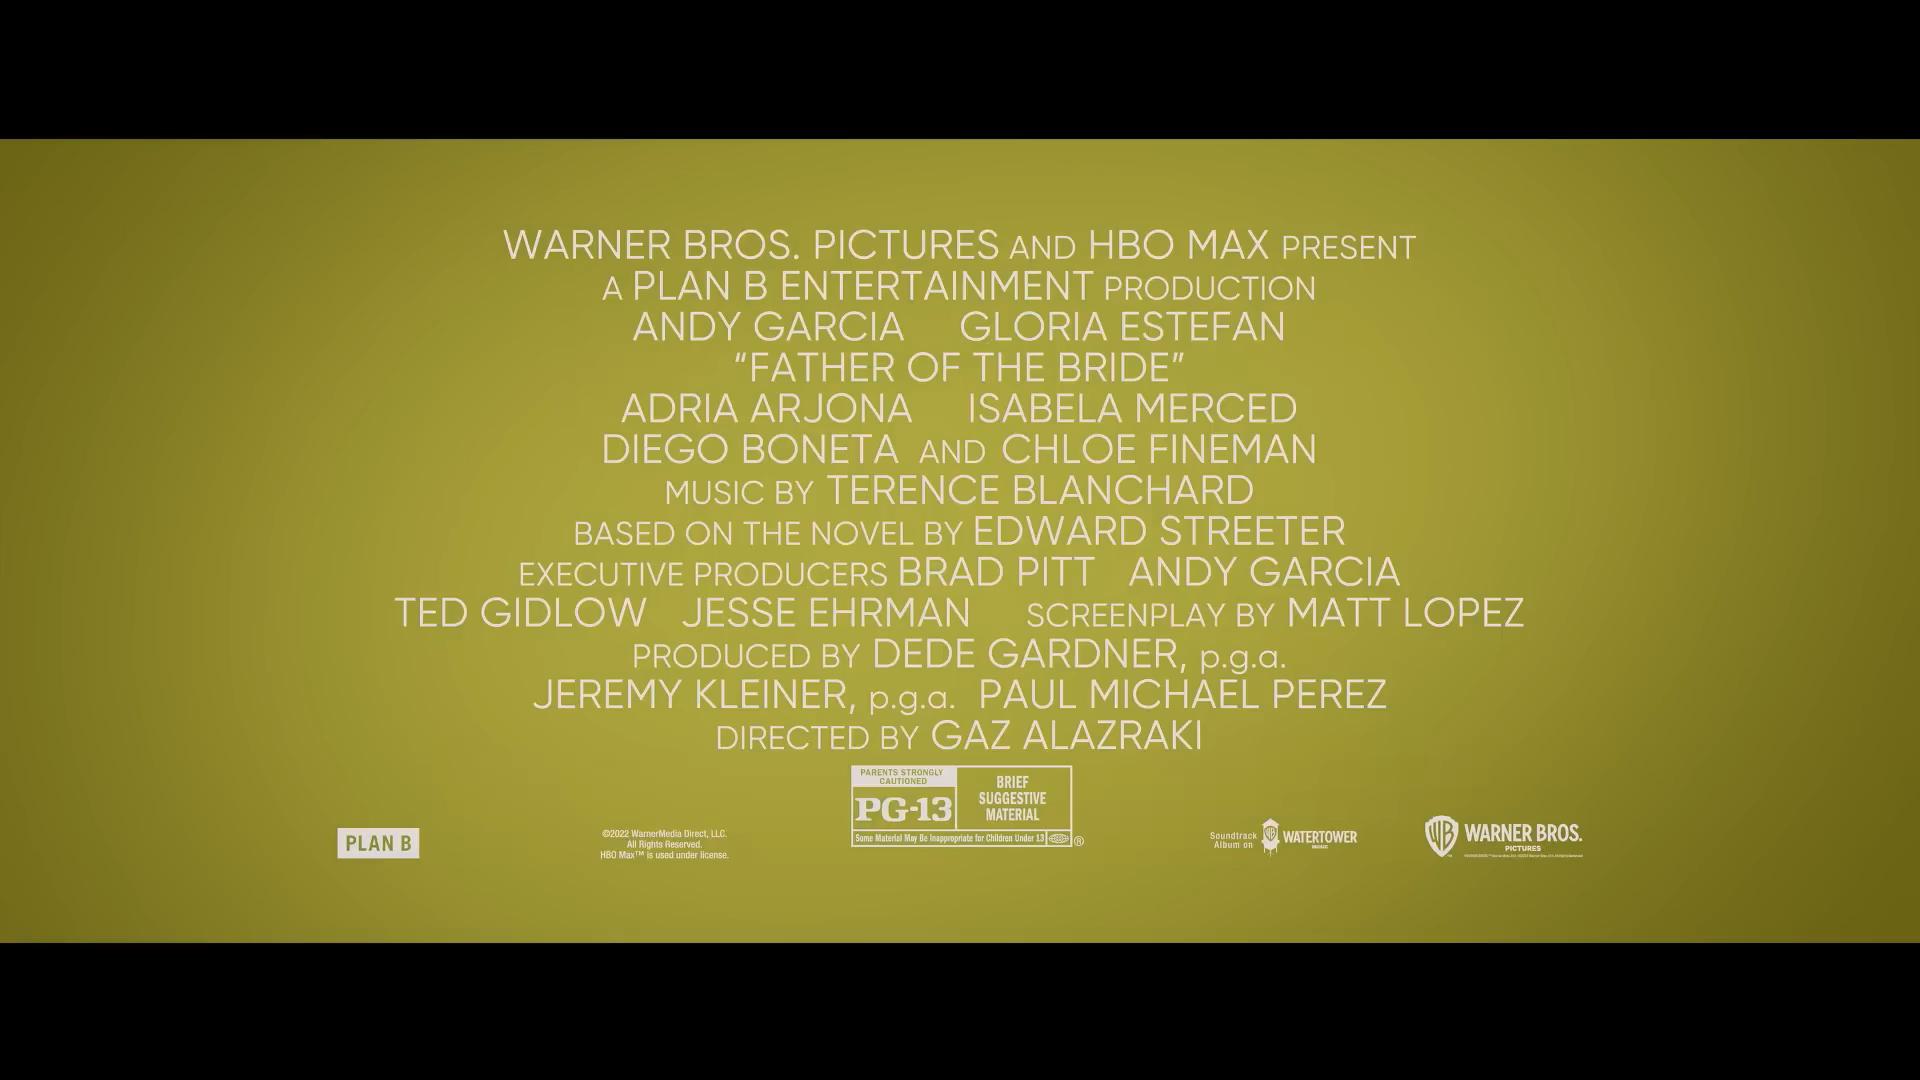 WARNER BROS. PICTURES AND HBO MAX PRESENT
A PLAN B ENTERTAINMENT PRODUCTION
ANDY GARCIA GLORIA ESTEFAN
“FATHER OF THE BRIDE”
ADRIA ARJONA ISABELA MERCED
DIEGO BONETA AND CHLOE FINEMAN
MUSIC BY TERENCE BLANCHARD
BASED ON THE NOVEL BY EDWARD STREETER
EXECUTIVE PRODUCERS BRAD PITT ANDY GARCIA
TED GIDLOW JESSE EHRMAN SCREENPLAY BY MATT LOPEZ
PRODUCED BY DEDE GARDNER, p.g.a.
JEREMY KLEINER, p.g.a. PAUL MICHAEL PEREZ
DIRECTED BY GAZ ALAZRAKI
PARENTS STRONGLY
CAUTIONED
PG-13
BRIEF
SUGGESTIVE
MATERIAL
Some Material May Be Inappropriate for Children Under 13 ®
PLAN B
©2022 WarnerMedia Direct, LLC.
All Rights Reserved.
HBO Max™ is used under license.
Soundtrack
Album on
WATERTOWER
WB
WARNER BROS.
PICTURES